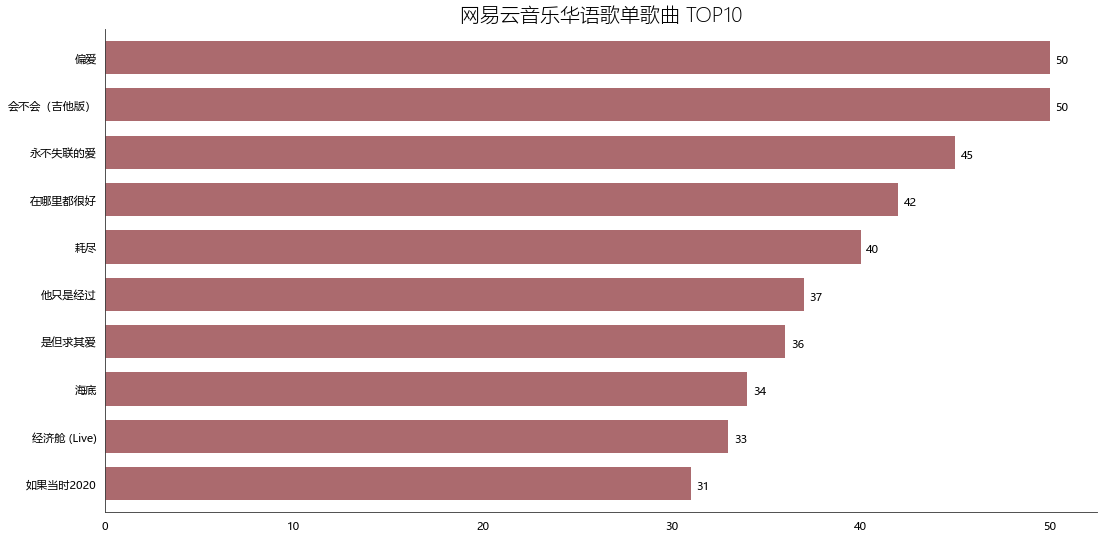 网易云音乐华语歌单歌曲 TOP10
偏爱 50
会不会（吉他版） 50
永不失联的爱 45
在哪里都很好 42
耗尽 40
他只是经过 37
是但求其爱 36
海底 34
经济舱 (Live) 33
如果当时2020 31
0 10 20 30 40 50